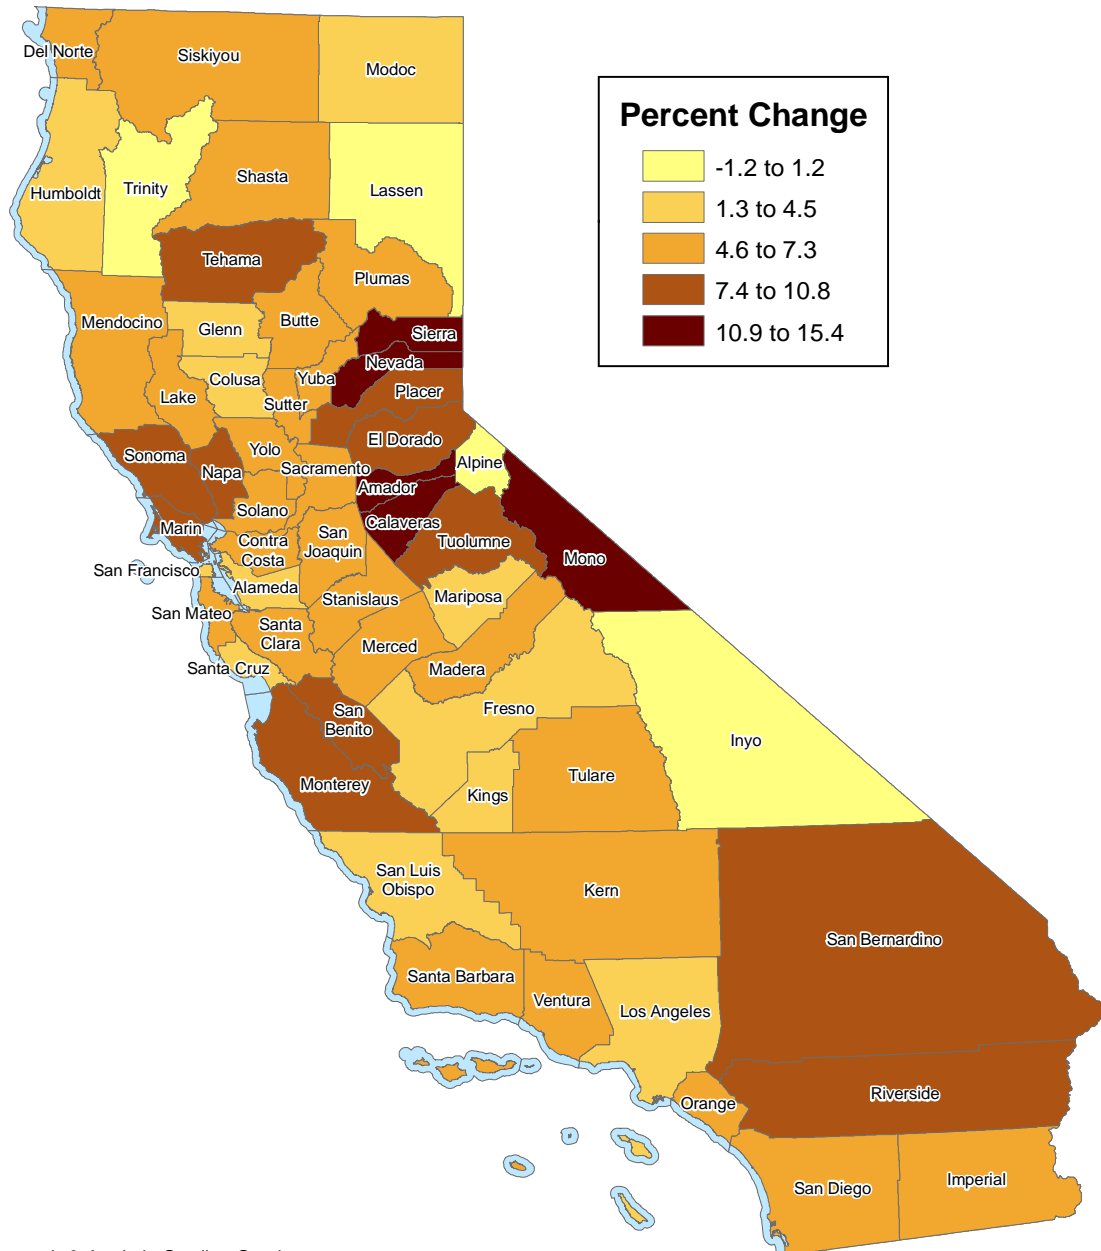 Del Norte
Siskiyou
Modoc
Percent Change
-1.2 to 1.2
1.3 to 4.5
4.6 to 7.3
7.4 to 10.8
10.9 to 15.4
Humboldt
Trinity
Shasta
Lassen
Tehama
Plumas
Mendocino
Glenn
Butte
Sierra
Nevada
Colusa
Yuba
Placer
Lake
Sutter
El Dorado
Sonoma
Napa
Yolo
Sacramento
Alpine
Amador
Solano
Calaveras
Marin
Contra
Costa
San
Joaquin
Tuolumne
Mono
San Francisco
Alameda
Stanislaus
Mariposa
San Mateo
Santa
Clara
Merced
Madera
Santa Cruz
San
Benito
Fresno
Inyo
Monterey
Kings
Tulare
San Luis
Obispo
Kern
San Bernardino
Santa Barbara
Ventura
Los Angeles
Orange
Riverside
San Diego
Imperial